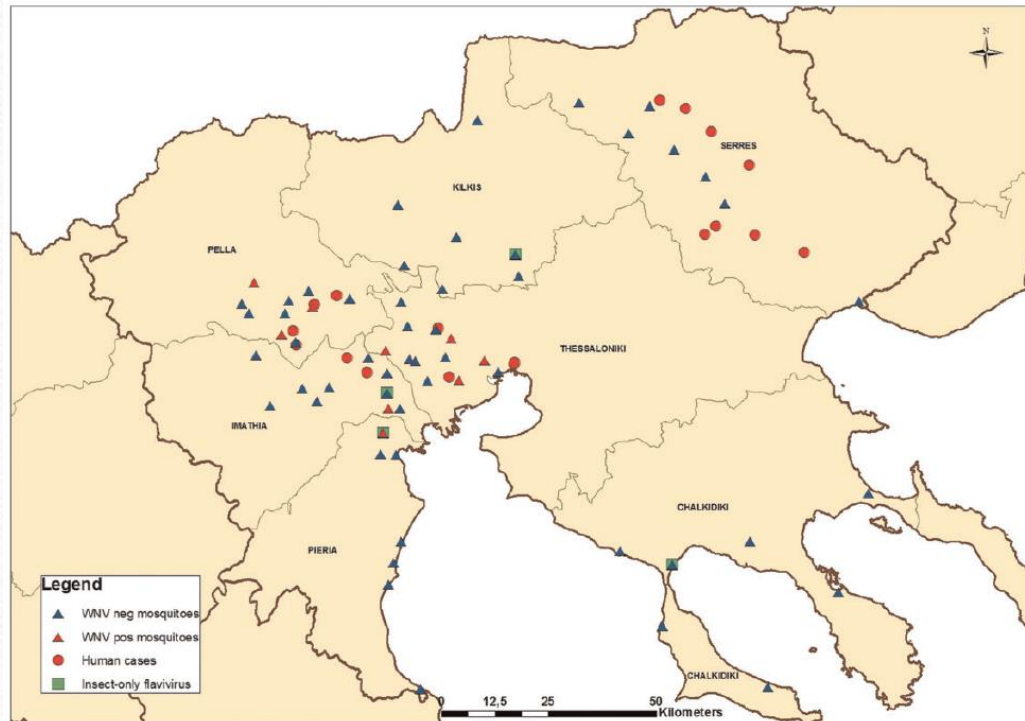 N
SERRES
KILKIS
PELLA
THESSALONIKI
IMATHIA
CHALKIDIKI
PIERIA
CHALKIDIKI
Legend
WNV neg mosquitoes
WNV pos mosquitoes
Human cases
Insect-only flavivirus
0 12,5 25 50
Kilometers